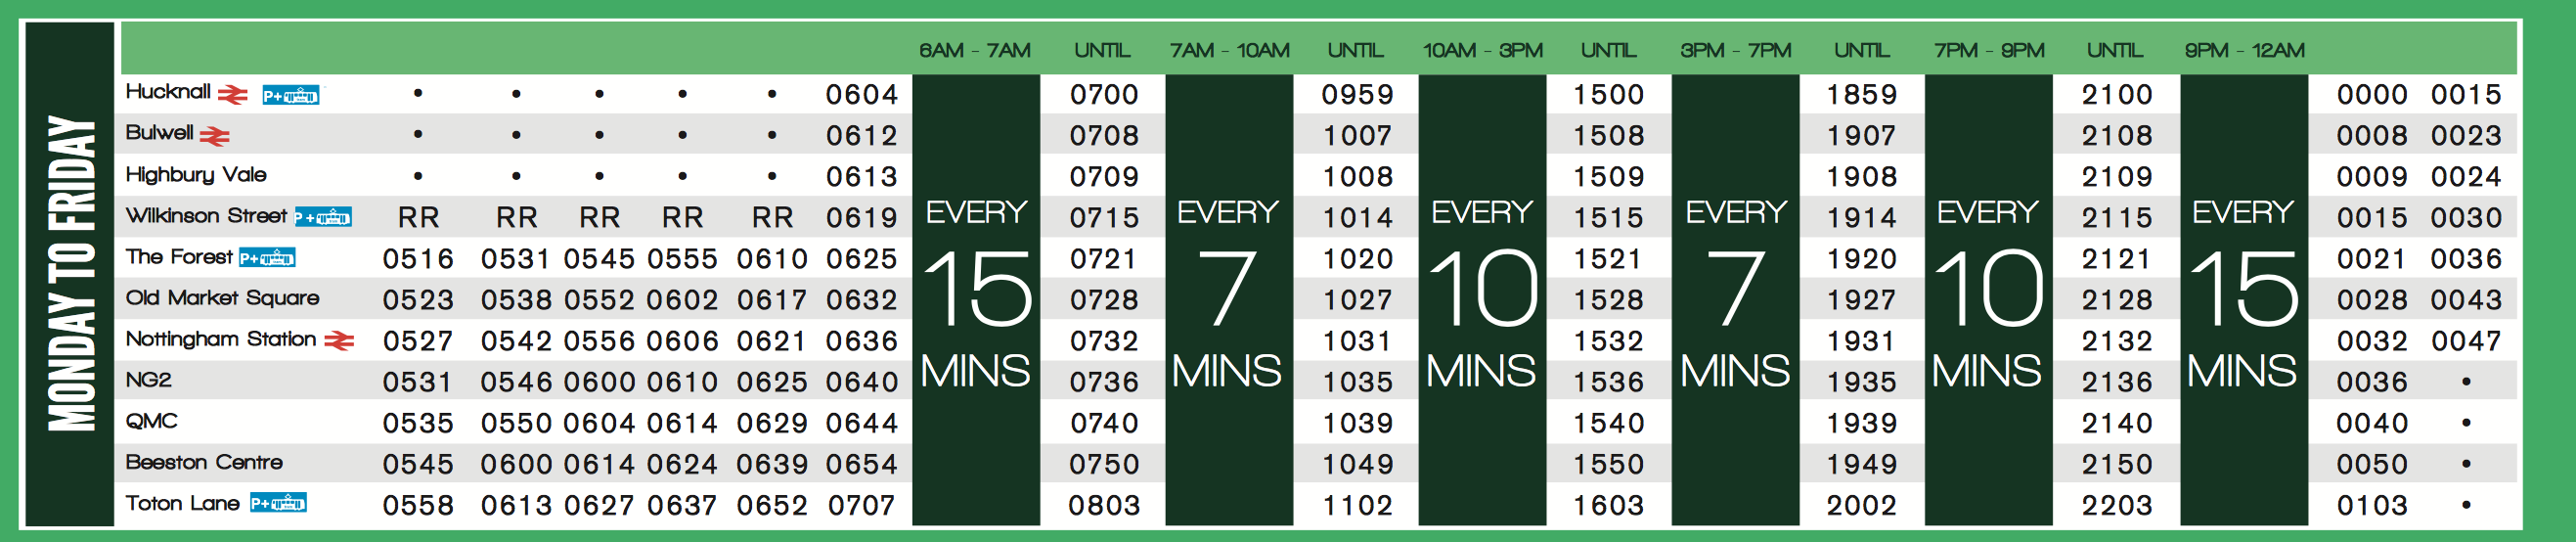 MONDAY TO FRIDAY
6AM - 7AM UNTIL 7AM - 10AM UNTIL 10AM - 3PM UNTIL 3PM - 7PM UNTIL 7PM - 9PM UNTIL 9PM - 12AM
Hucknall P+ • • • • • 0604 0700 0959 1500 1859 2100 0000 0015
Bulwell • • • • • 0612 0708 1007 1508 1907 2108 0008 0023
Highbury Vale • • • • • 0613 0709 1008 1509 1908 2109 0009 0024
Wilkinson Street P+ RR RR RR RR RR 0619 EVERY 0715 EVERY 1014 EVERY 1515 EVERY 1914 EVERY 2115 EVERY 0015 0030
The Forest P+ 0516 0531 0545 0555 0610 0625 15 0721 7 1020 10 1521 7 1920 10 2121 15 0021 0036
Old Market Square 0523 0538 0552 0602 0617 0632 0728 1027 1528 1927 2128 0028 0043
Nottingham Station 0527 0542 0556 0606 0621 0636 0732 1031 1532 1931 2132 0032 0047
NG2 0531 0546 0600 0610 0625 0640 MINS 0736 MINS 1035 MINS 1536 MINS 1935 MINS 2136 MINS 0036 •
QMC 0535 0550 0604 0614 0629 0644 0740 1039 1540 1939 2140 0040 •
Beeston Centre 0545 0600 0614 0624 0639 0654 0750 1049 1550 1949 2150 0050 •
Toton Lane P+ 0558 0613 0627 0637 0652 0707 0803 1102 1603 2002 2203 0103 •